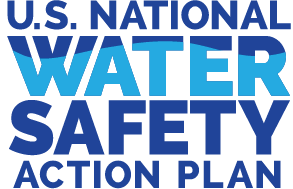 U.S. NATIONAL
WATER
SAFETY
ACTION PLAN